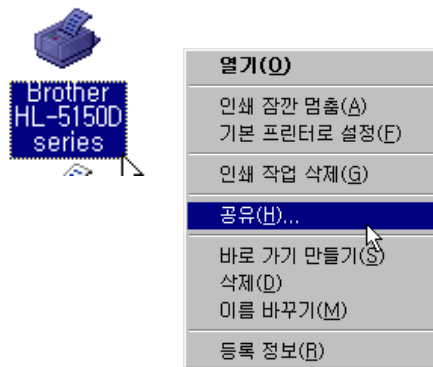 Brother
HL-5150D
series
열기(O)
인쇄 잠깐 멈춤(A)
기본 프린터로 설정(F)
인쇄 작업 삭제(G)
공유(H)...
바로 가기 만들기(S)
삭제(D)
이름 바꾸기(M)
등록 정보(R)